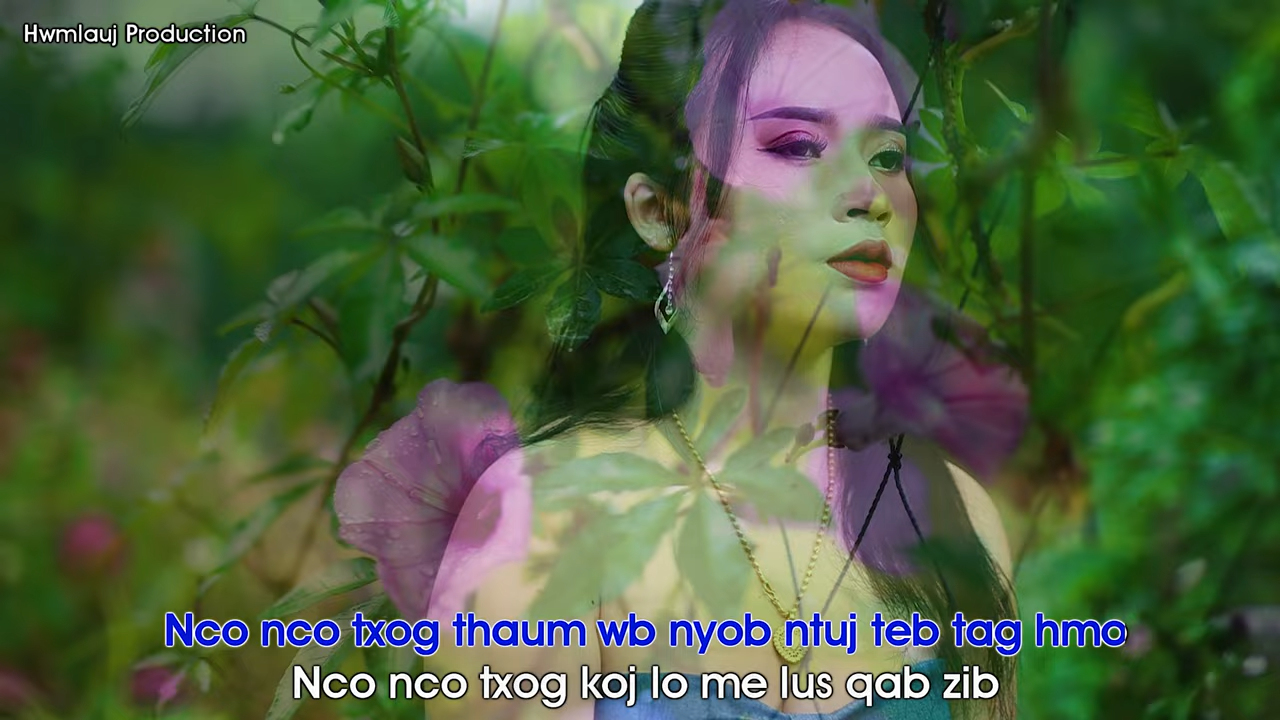 Hwmlauj Production
Nco nco txog thaum wb nyob ntuj teb tag hmo
Nco nco txog koj lo me lus qab zib